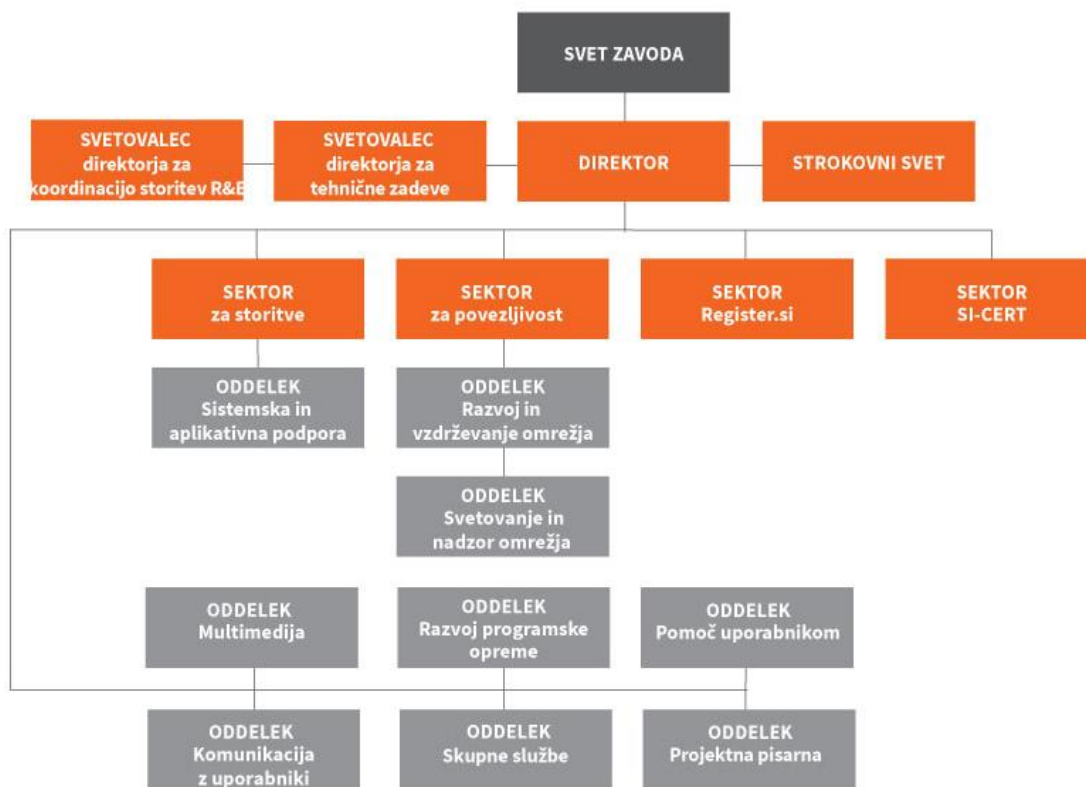 SVET ZAVODA
SVETOVALEC
direktorja za
koordinacijo storitev R&E
SVETOVALEC
direktorja za
tehnične zadeve
DIREKTOR
STROKOVNI SVET
SEKTOR
za storitve
SEKTOR
za povezljivost
SEKTOR
Register.si
SEKTOR
SI-CERT
ODDELEK
Sistemska in
aplikativna podpora
ODDELEK
Razvoj in
vzdrževanje omrežja
ODDELEK
Svetovanje in
nadzor omrežja
ODDELEK
Multimedija
ODDELEK
Razvoj programske
opreme
ODDELEK
Pomoč uporabnikom
ODDELEK
Komunikacija
z uporabniki
ODDELEK
Skupne službe
ODDELEK
Projektna pisarna